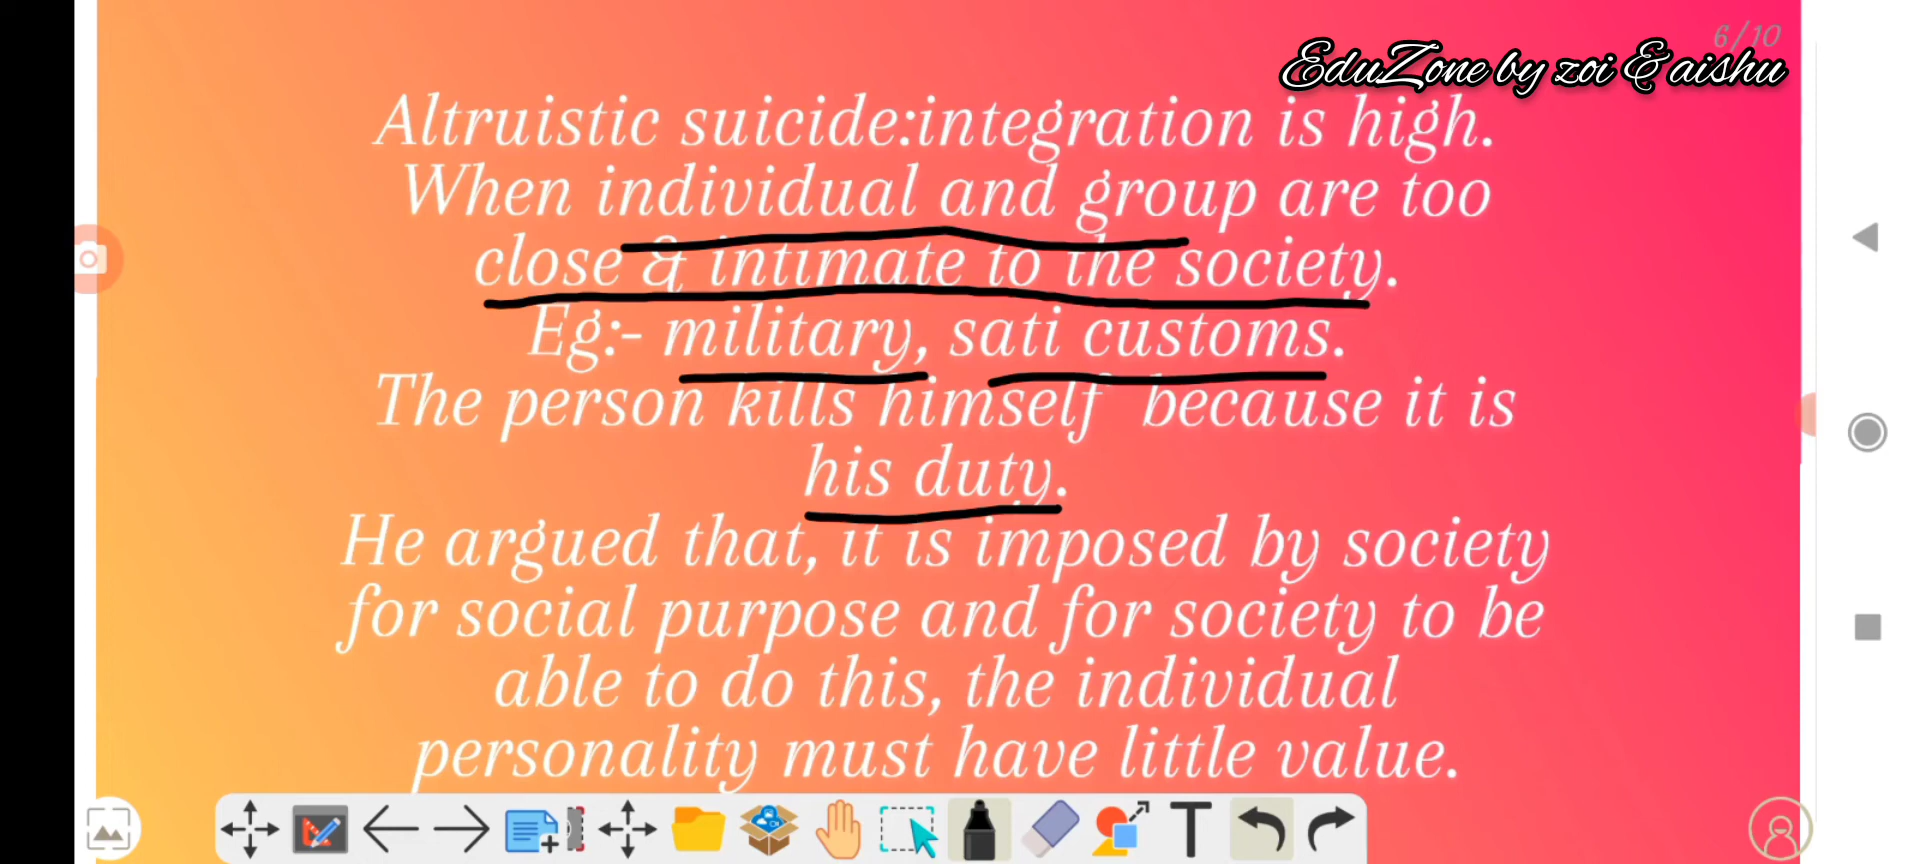 6/10
EduZone by zoi & aishu
Altruistic suicide:integration is high.
When individual and group are too
close & intimate to the society.
Eg:- military, sati customs.
The person kills himself because it is
his duty.
He argued that, it is imposed by society
for social purpose and for society to be
able to do this, the individual
personality must have little value.
T